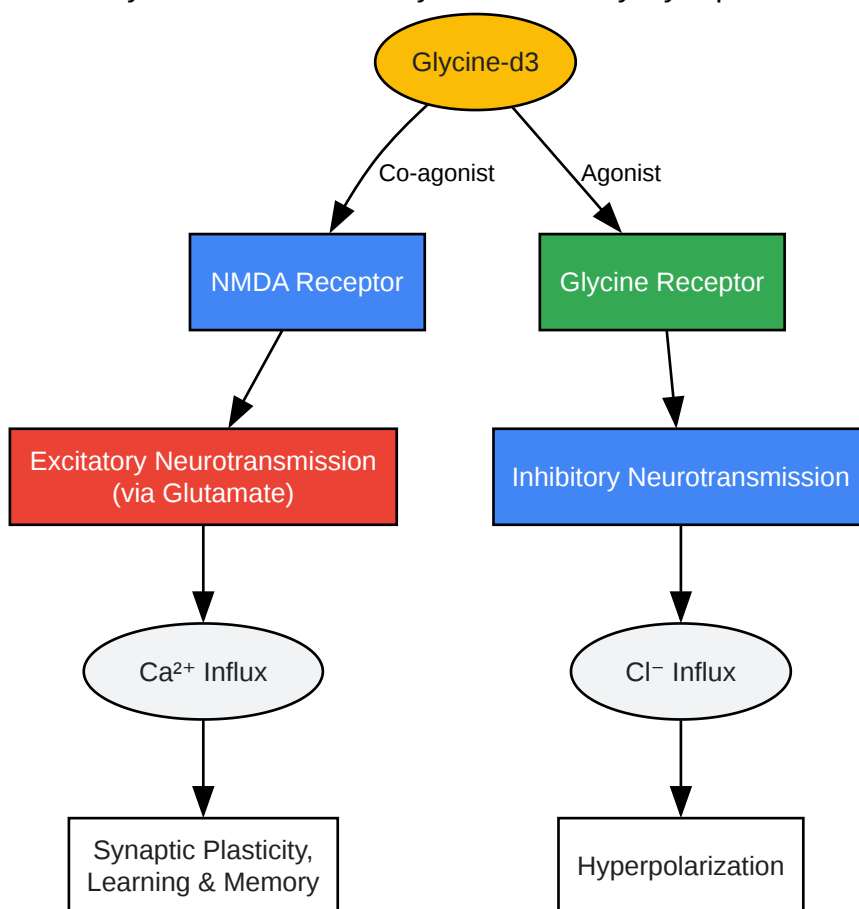 Glycine-d3
Co-agonist
Agonist
NMDA Receptor
Glycine Receptor
Excitatory Neurotransmission
(via Glutamate)
Inhibitory Neurotransmission
Ca²⁺ Influx
Cl⁻ Influx
Synaptic Plasticity,
Learning & Memory
Hyperpolarization